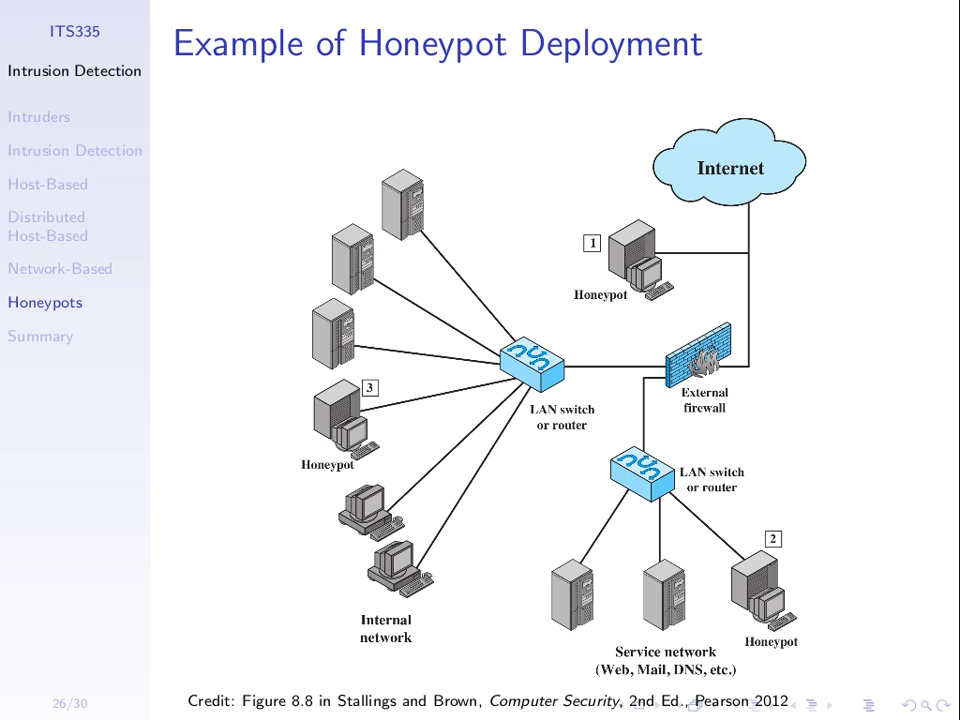 ITS335
Intrusion Detection
Intruders
Intrusion Detection
Host-Based
Distributed
Host-Based
Network-Based
Honeypots
Summary
26/30
Example of Honeypot Deployment
Internet
1
Honeypot
External
firewall
LAN switch
or router
3
Honeypot
LAN switch
or router
2
Honeypot
Internal
network
Service network
(Web, Mail, DNS, etc.)
Credit: Figure 8.8 in Stallings and Brown, Computer Security, 2nd Ed., Pearson 2012